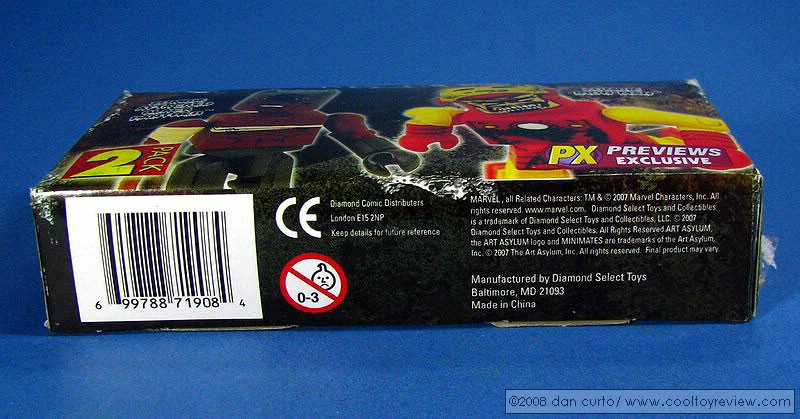 PACK
2
PX PREVIEWS
EXCLUSIVE
6 99788 71908 4
CE
0-3
Diamond Comic Distributers
London E15 2NP
Keep details for future reference
MARVEL, all Related Characters: TM & © 2007 Marvel Characters, Inc. All
rights reserved. www.marvel.com. Diamond Select Toys and Collectibles
is a trademark of Diamond Select Toys and Collectibles, LLC. © 2007
Diamond Select Toys and Collectibles. All Rights Reserved. ART ASYLUM,
the ART ASYLUM logo and MINIMATES are trademarks of the Art Asylum,
Inc. © 2007 The Art Asylum, Inc. All rights reserved. Final product may vary.
Manufactured by Diamond Select Toys
Baltimore, MD 21093
Made in China
©2008 dan curto/ www.cooltoyreview.com